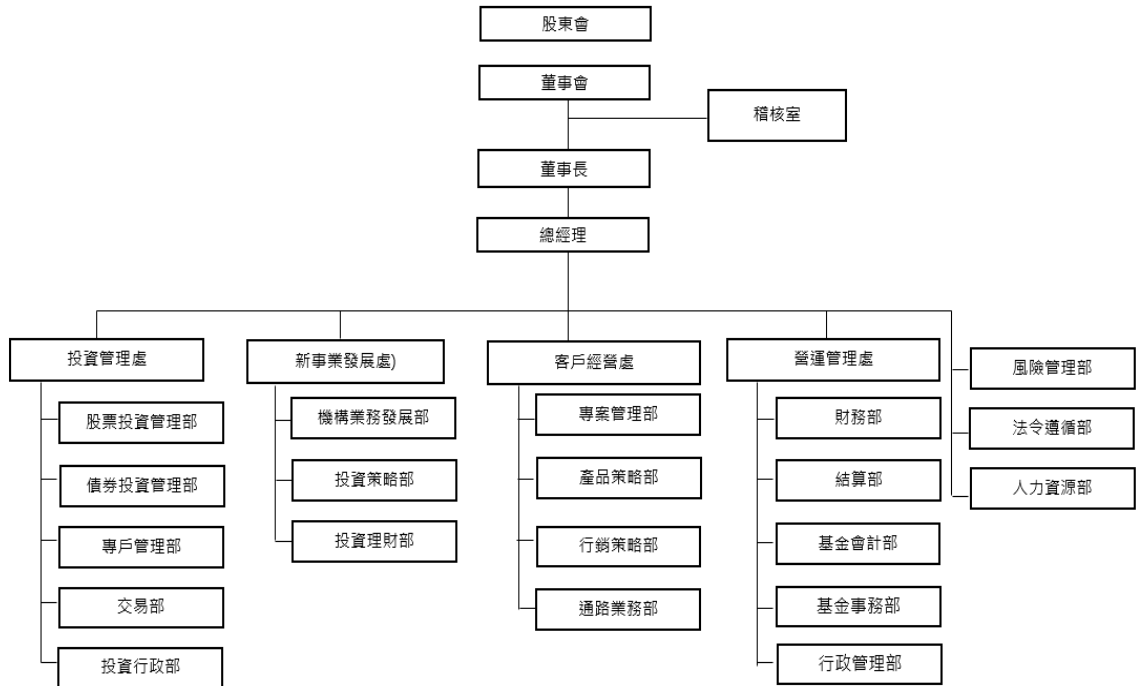 股東會
董事會
稽核室
董事長
總經理
投資管理處
股票投資管理部
債券投資管理部
專戶管理部
交易部
投資行政部
新事業發展處)
機構業務發展部
投資策略部
投資理財部
客戶經營處
專案管理部
產品策略部
行銷策略部
通路業務部
營運管理處
財務部
結算部
基金會計部
基金事務部
行政管理部
風險管理部
法令遵循部
人力資源部